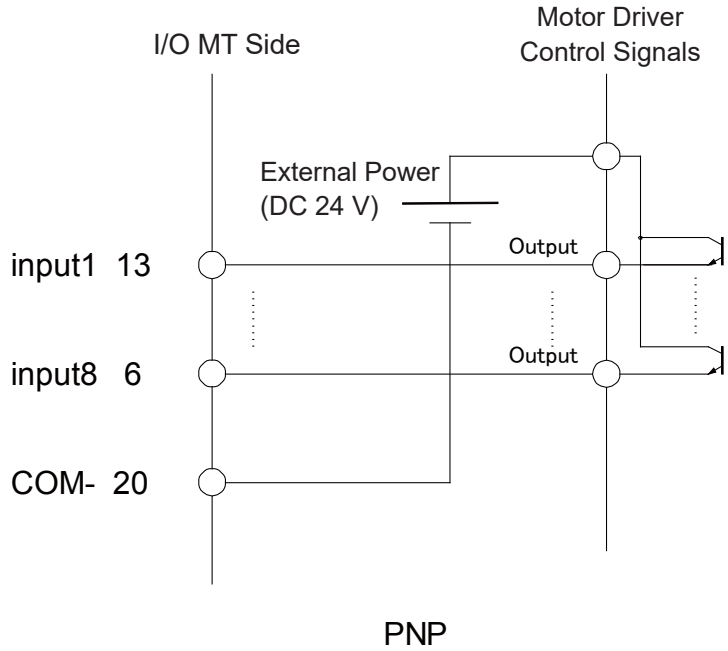 Motor Driver
Control Signals
I/O MT Side
External Power
(DC 24 V)
Output
input1 13
Output
input8 6
COM- 20
PNP